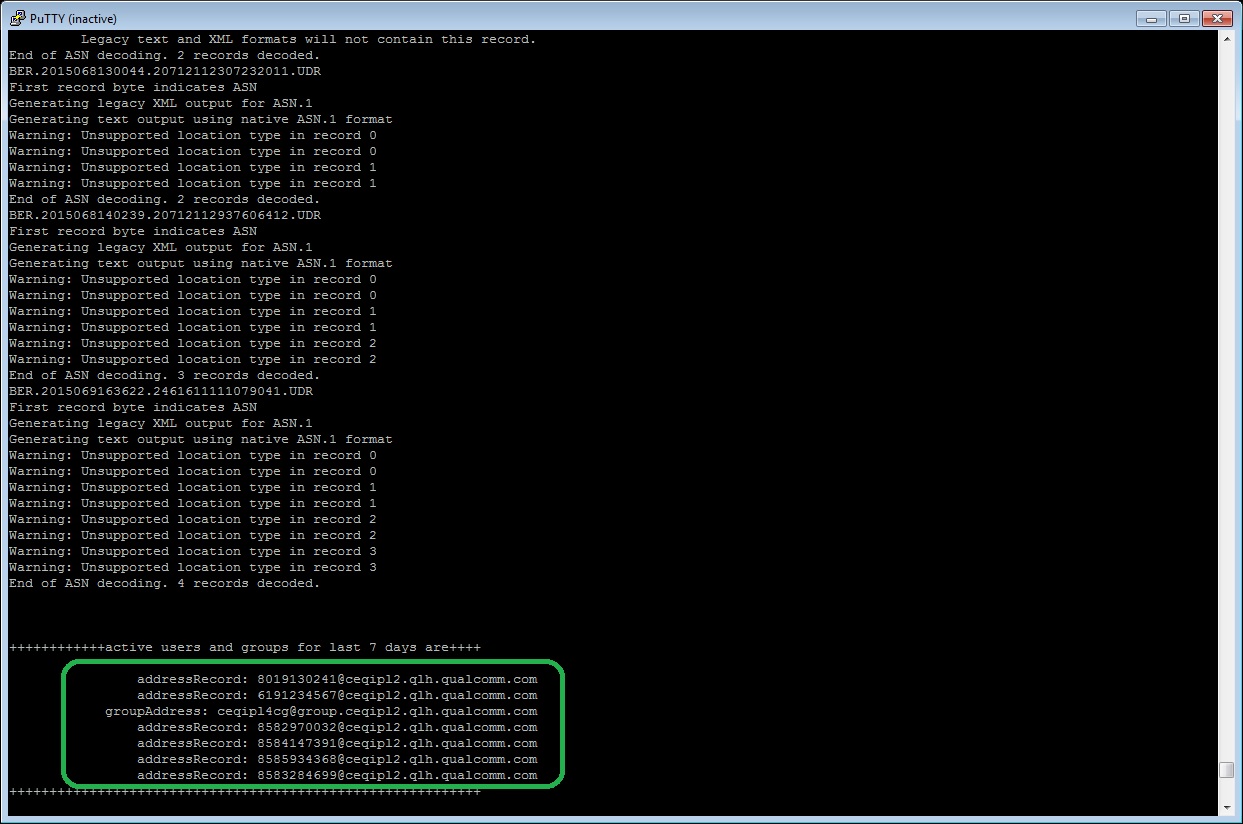 PuTTY (inactive)
Legacy text and XML formats will not contain this record.
End of ASN decoding. 2 records decoded.
BER.2015068130044.20712112307232011.UDR
First record byte indicates ASN
Generating legacy XML output for ASN.1
Generating text output using native ASN.1 format
Warning: Unsupported location type in record 0
Warning: Unsupported location type in record 0
Warning: Unsupported location type in record 1
Warning: Unsupported location type in record 1
End of ASN decoding. 2 records decoded.
BER.2015068140239.20712112937606412.UDR
First record byte indicates ASN
Generating legacy XML output for ASN.1
Generating text output using native ASN.1 format
Warning: Unsupported location type in record 0
Warning: Unsupported location type in record 0
Warning: Unsupported location type in record 1
Warning: Unsupported location type in record 1
Warning: Unsupported location type in record 2
Warning: Unsupported location type in record 2
End of ASN decoding. 3 records decoded.
BER.2015069163622.2461611111079041.UDR
First record byte indicates ASN
Generating legacy XML output for ASN.1
Generating text output using native ASN.1 format
Warning: Unsupported location type in record 0
Warning: Unsupported location type in record 0
Warning: Unsupported location type in record 1
Warning: Unsupported location type in record 1
Warning: Unsupported location type in record 2
Warning: Unsupported location type in record 2
Warning: Unsupported location type in record 3
Warning: Unsupported location type in record 3
End of ASN decoding. 4 records decoded.
++++++++++++active users and groups for last 7 days are++++
addressRecord: 8019130241@ceqipl2.qlh.qualcomm.com
addressRecord: 6191234567@ceqipl2.qlh.qualcomm.com
groupAddress: ceqipl4cg@group.ceqipl2.qlh.qualcomm.com
addressRecord: 8582970032@ceqipl2.qlh.qualcomm.com
addressRecord: 8584147391@ceqipl2.qlh.qualcomm.com
addressRecord: 8585934368@ceqipl2.qlh.qualcomm.com
addressRecord: 8583284699@ceqipl2.qlh.qualcomm.com
+++++++++++++++++++++++++++++++++++++++++++++++++++++++++++